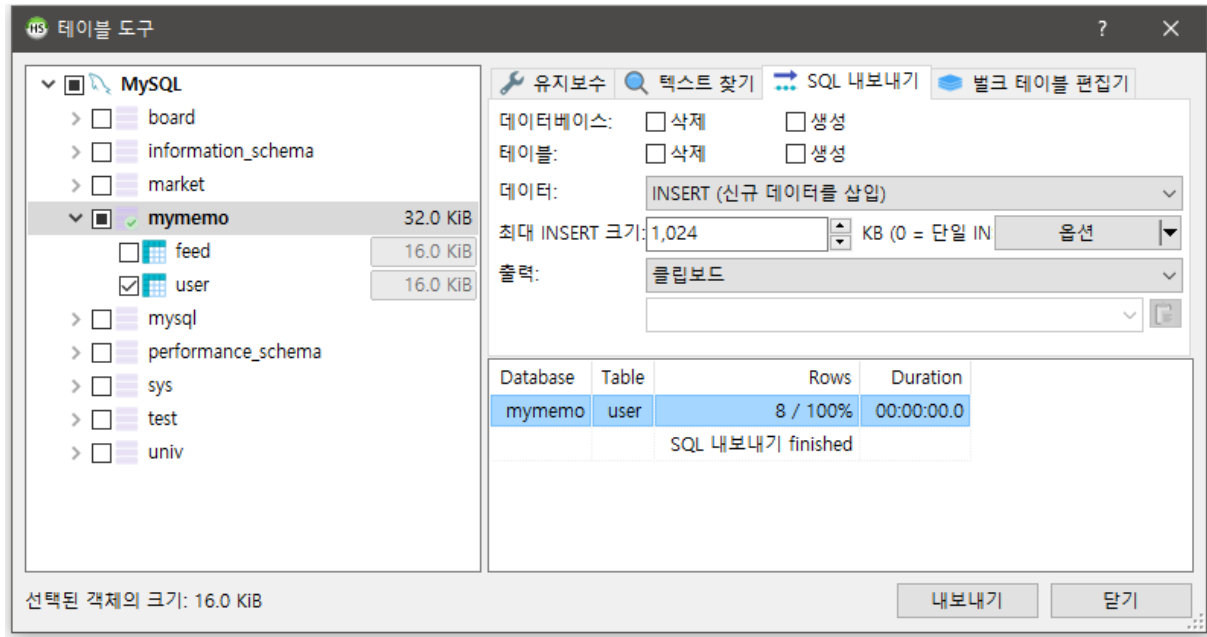 HS 테이블 도구 ? ×
MySQL
board
information_schema
market
mymemo 32.0 KiB
feed 16.0 KiB
user 16.0 KiB
mysql
performance_schema
sys
test
univ
유지보수 텍스트 찾기 SQL 내보내기 벌크 테이블 편집기
데이터베이스: 삭제 생성
테이블: 삭제 생성
데이터: INSERT (신규 데이터를 삽입)
최대 INSERT 크기: 1,024 KB (0 = 단일 IN 옵션
출력: 클립보드
Database Table Rows Duration
mymemo user 8 / 100% 00:00:00.0
SQL 내보내기 finished
선택된 객체의 크기: 16.0 KiB
내보내기 닫기